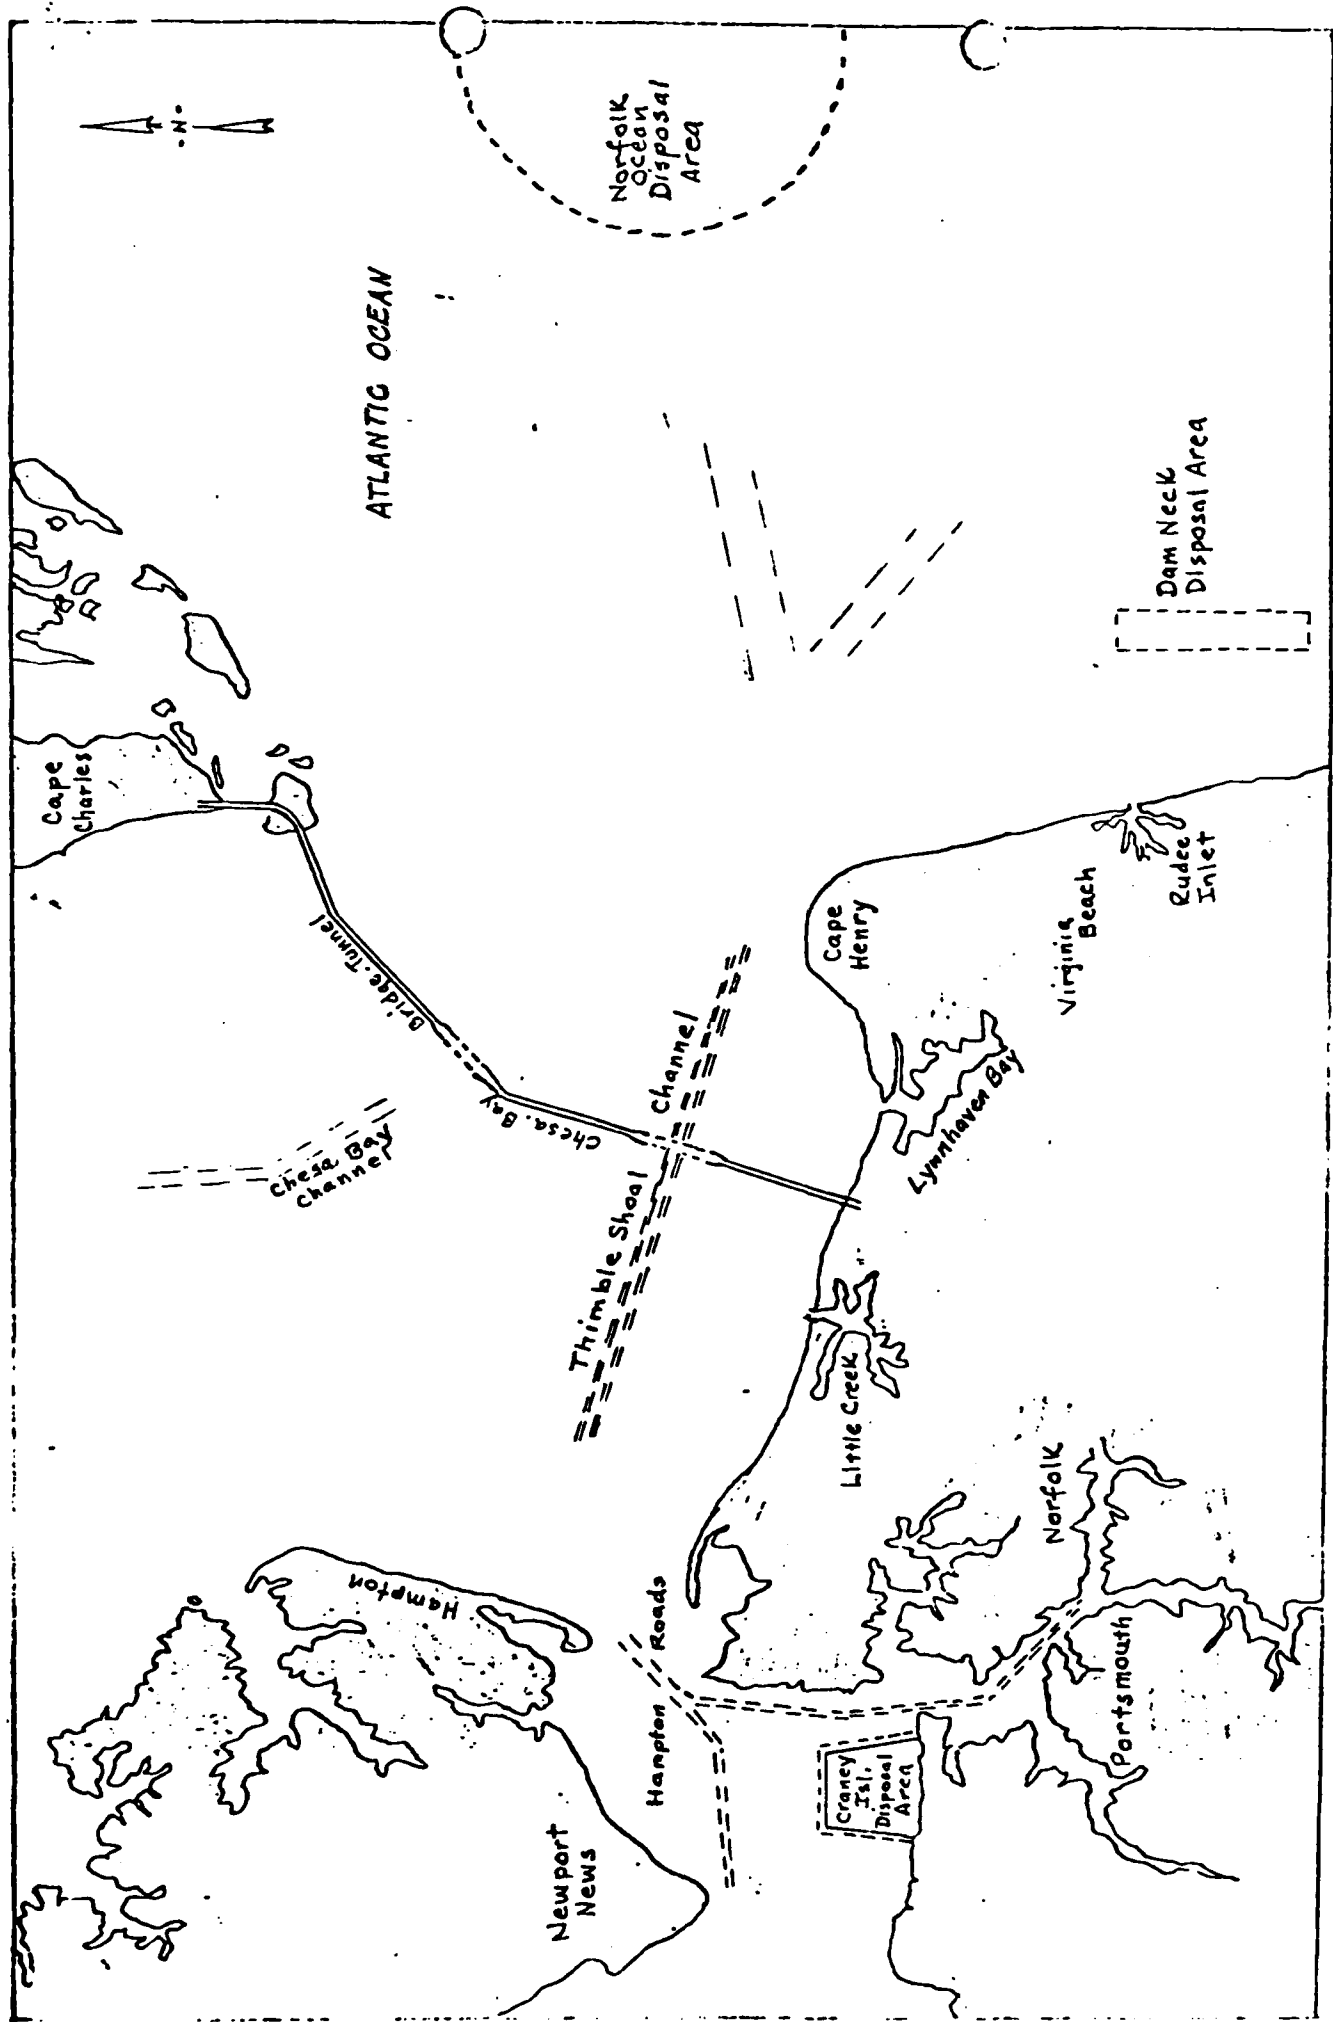 -N-
Norfolk
Ocean
Disposal
Area
ATLANTIC OCEAN
Cape
Charles
Dam Neck
Disposal Area
Chesa. Bay
Bridge-Tunnel
Chesa Bay
Channel
Thimble Shoal
Channel
Cape
Henry
Virginia
Beach
Rudee
Inlet
Lynnhaven Bay
Little Creek
Hampton
Hampton Roads
Norfolk
Newport
News
Craney
Isl.
Disposal
Area
Portsmouth